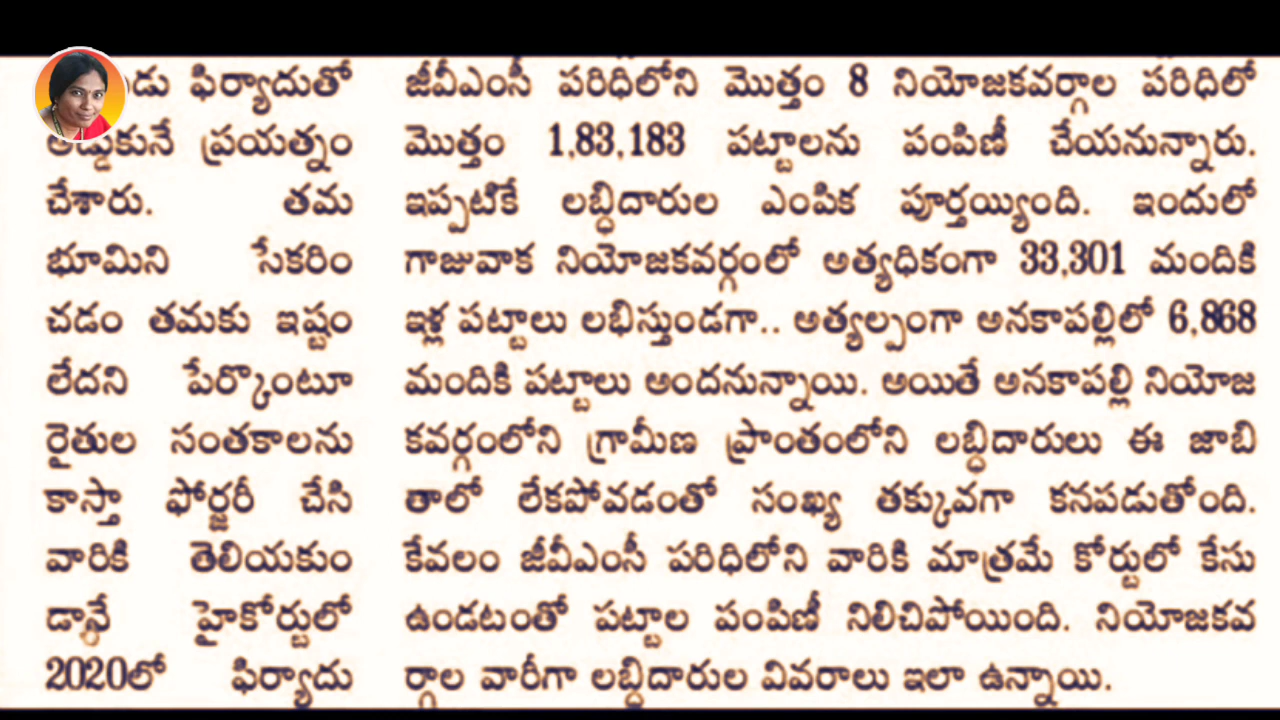 డు ఫిర్యాదుతో
అడ్డుకునే ప్రయత్నం
చేశారు. తమ
భూమిని సేకరిం
చడం తమకు ఇష్టం
లేదని పేర్కొంటూ
రైతుల సంతకాలను
కాస్తా ఫోర్జరీ చేసి
వారికి తెలియకుం
డానే హైకోర్టులో
2020లో ఫిర్యాదు
జీవీఎంసీ పరిధిలోని మొత్తం 8 నియోజకవర్గాల పరిధిలో
మొత్తం 1,83,183 పట్టాలను పంపిణీ చేయనున్నారు.
ఇప్పటికే లబ్ధిదారుల ఎంపిక పూర్తయ్యింది. ఇందులో
గాజువాక నియోజకవర్గంలో అత్యధికంగా 33,301 మందికి
ఇళ్ల పట్టాలు లభిస్తుండగా.. అత్యల్పంగా అనకాపల్లిలో 6,868
మందికి పట్టాలు అందనున్నాయి. అయితే అనకాపల్లి నియోజ
కవర్గంలోని గ్రామీణ ప్రాంతంలోని లబ్ధిదారులు ఈ జాబి
తాలో లేకపోవడంతో సంఖ్య తక్కువగా కనపడుతోంది.
కేవలం జీవీఎంసీ పరిధిలోని వారికి మాత్రమే కోర్టులో కేసు
ఉండటంతో పట్టాల పంపిణీ నిలిచిపోయింది. నియోజకవ
ర్గాల వారీగా లబ్ధిదారుల వివరాలు ఇలా ఉన్నాయి.